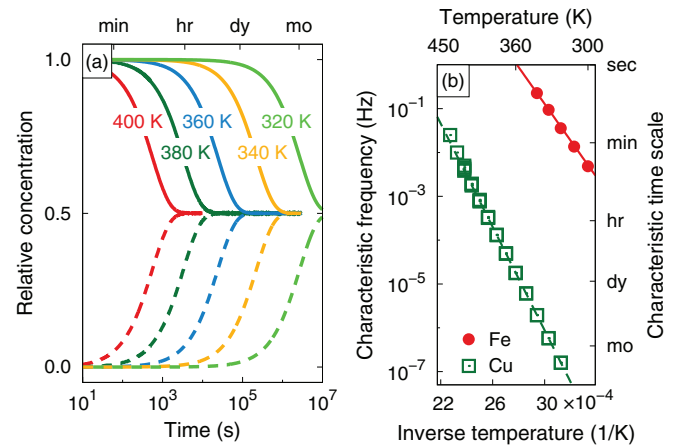 min hr dy mo
(a)
1.0
0.5
0.0
Relative concentration
400 K
380 K
360 K
340 K
320 K
10^1 10^3 10^5 10^7
Time (s)
Temperature (K)
450 400 360 300
(b)
10^-1
10^-3
10^-5
10^-7
Characteristic frequency (Hz)
sec
min
hr
dy
mo
Characteristic time scale
Fe
Cu
22 26 30 ×10^-4
Inverse temperature (1/K)